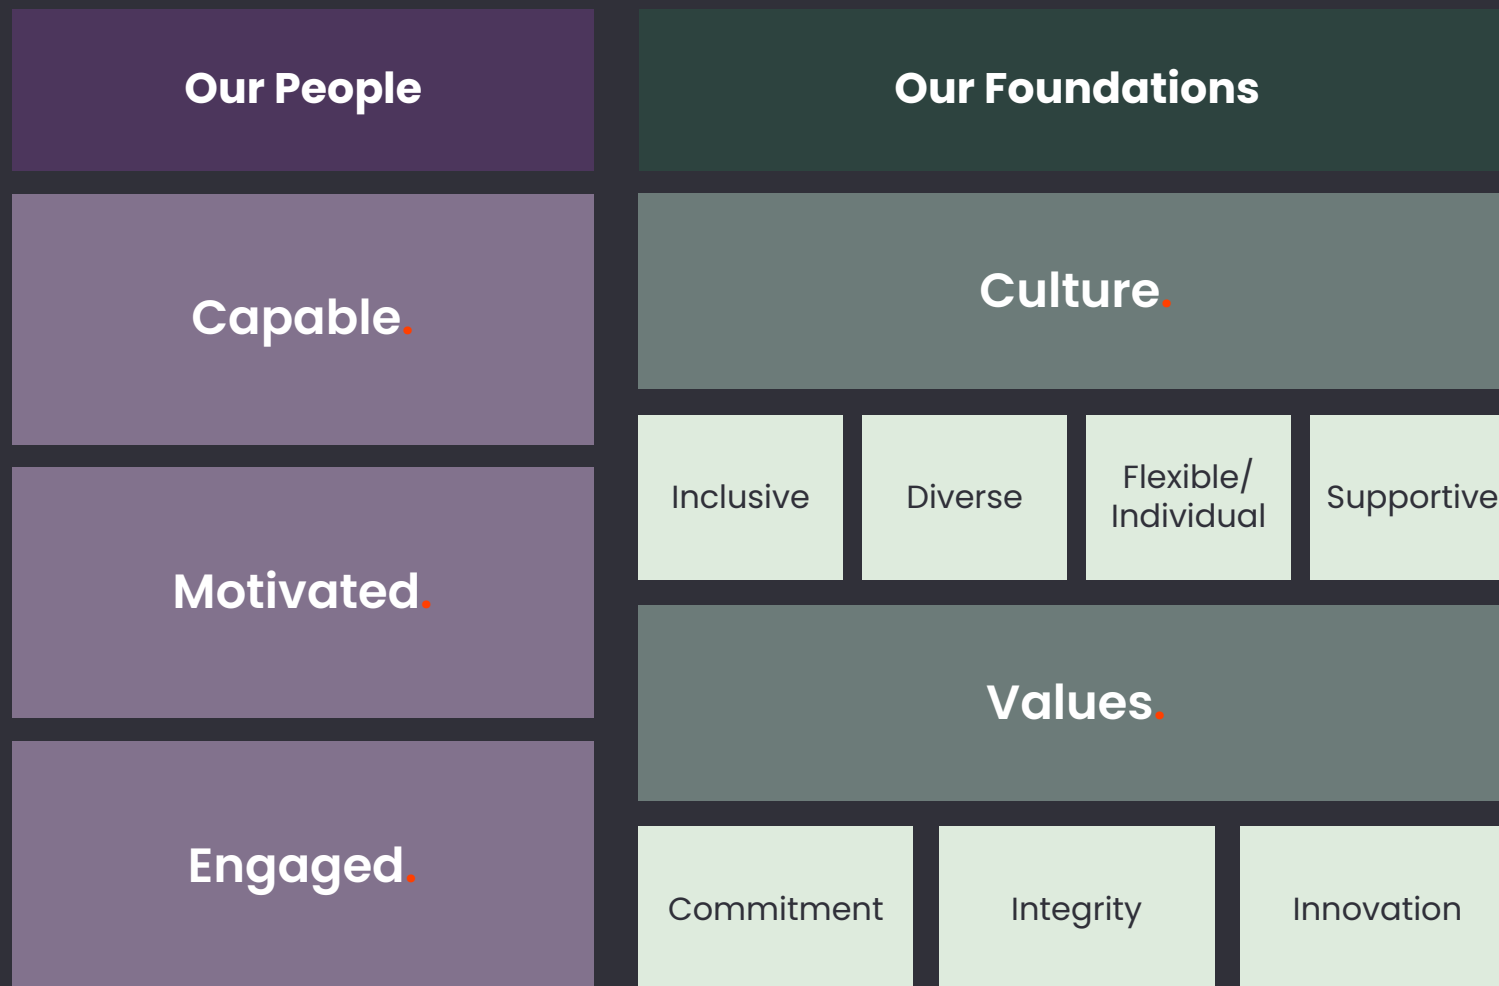 Our People
Capable.
Motivated.
Engaged.
Our Foundations
Culture.
Inclusive
Diverse
Flexible/
Individual
Supportive
Values.
Commitment
Integrity
Innovation